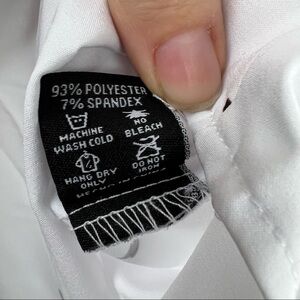 93% POLYESTER
7% SPANDEX
MACHINE
WASH COLD
NO
BLEACH
HANG DRY
ONLY
DO NOT
IRON